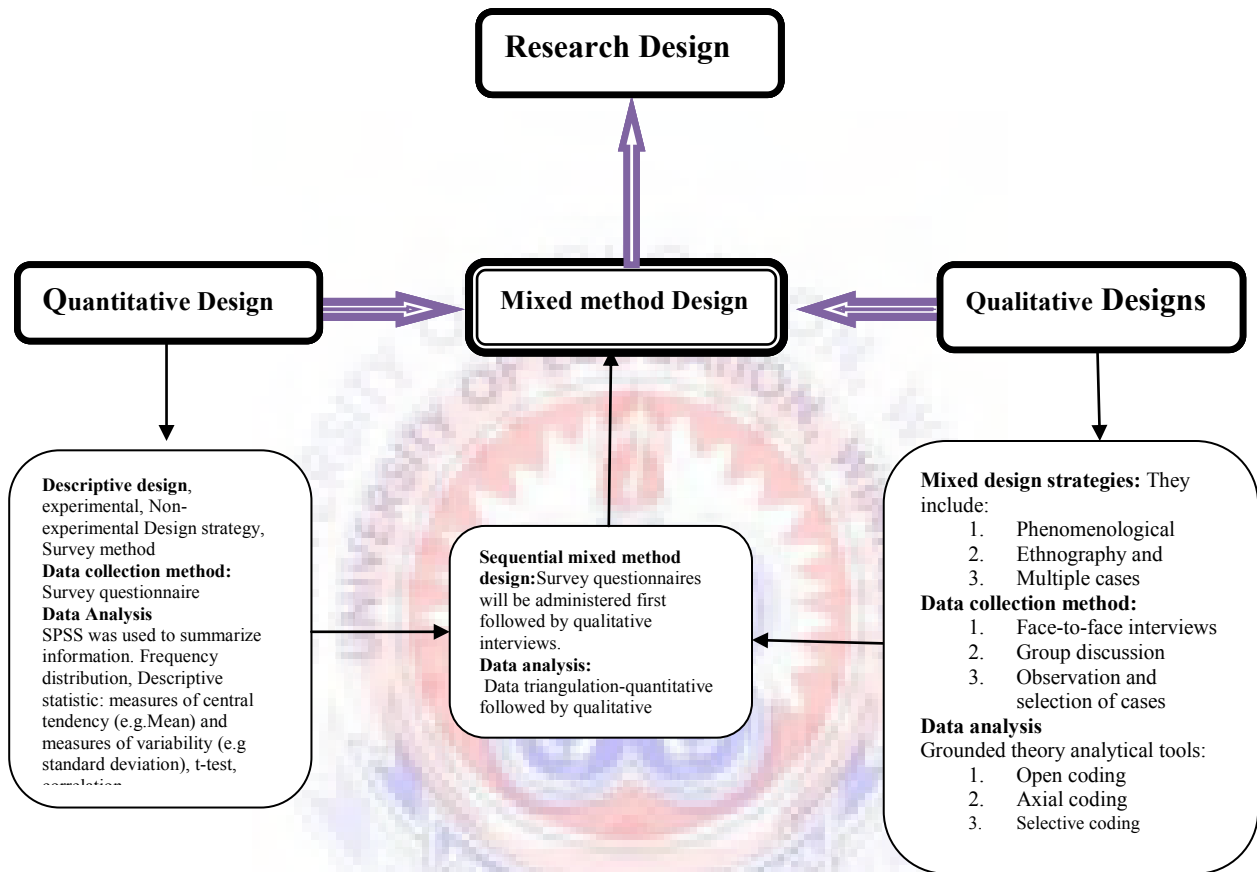 Research Design
Quantitative Design
Mixed method Design
Qualitative Designs
Descriptive design,
experimental, Non-
experimental Design strategy,
Survey method
Data collection method:
Survey questionnaire
Data Analysis
SPSS was used to summarize
information. Frequency
distribution, Descriptive
statistic: measures of central
tendency (e.g.Mean) and
measures of variability (e.g
standard deviation), t-test,
correlation
Sequential mixed method
design:Survey questionnaires
will be administered first
followed by qualitative
interviews.
Data analysis:
Data triangulation-quantitative
followed by qualitative
Mixed design strategies: They
include:
1. Phenomenological
2. Ethnography and
3. Multiple cases
Data collection method:
1. Face-to-face interviews
2. Group discussion
3. Observation and
selection of cases
Data analysis
Grounded theory analytical tools:
1. Open coding
2. Axial coding
3. Selective coding
UNIVERSITY OF